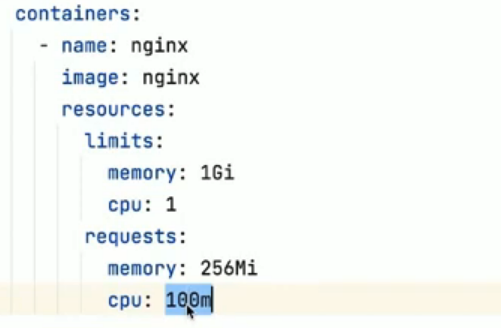 containers:
- name: nginx
image: nginx
resources:
limits:
memory: 1Gi
cpu: 1
requests:
memory: 256Mi
cpu: 100m